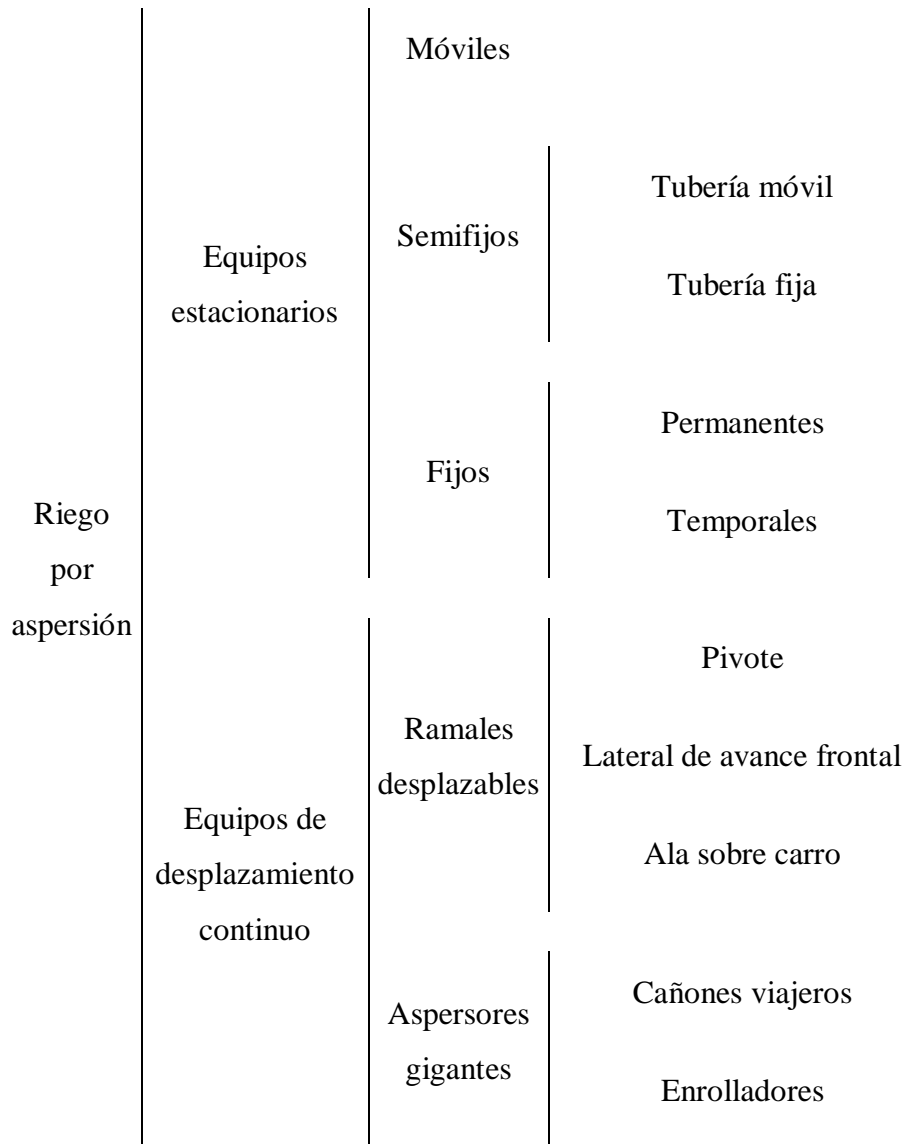 Riego
por
aspersión
Equipos
estacionarios
Móviles
Semifijos
Tubería móvil
Tubería fija
Fijos
Permanentes
Temporales
Equipos de
desplazamiento
continuo
Ramales
desplazables
Pivote
Lateral de avance frontal
Ala sobre carro
Aspersores
gigantes
Cañones viajeros
Enrolladores